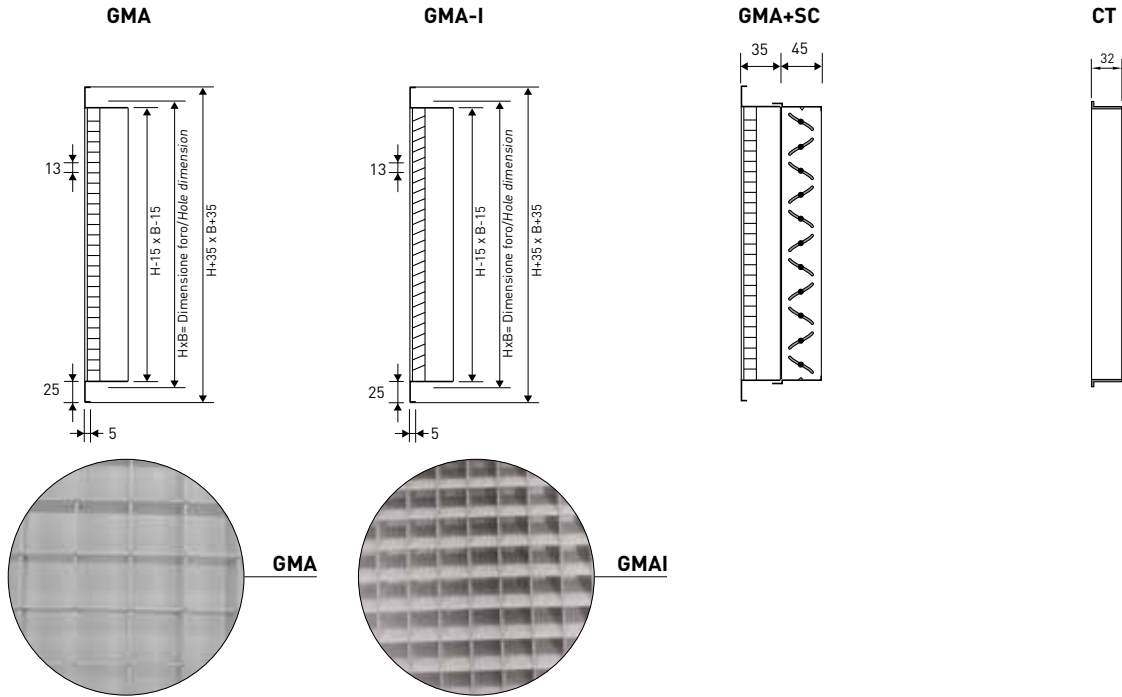 GMA
GMA-I
GMA+SC
CT
35
45
32
13
H-15 x B-15
HxB= Dimensione foro/Hole dimension
H+35 x B+35
25
5
13
H-15 x B-15
HxB= Dimensione foro/Hole dimension
H+35 x B+35
25
5
GMA
GMAI